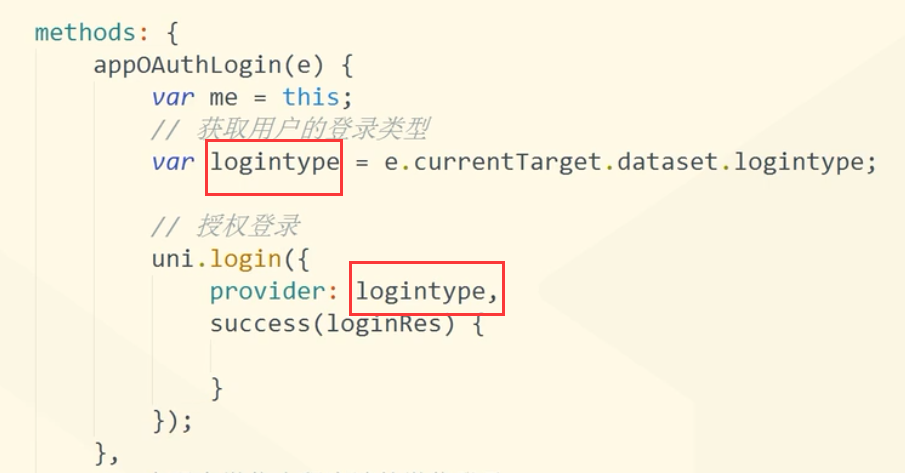 methods: {
appOAuthLogin(e) {
var me = this;
// 获取用户的登录类型
var logintype = e.currentTarget.dataset.logintype;
// 授权登录
uni.login({
provider: logintype,
success(loginRes) {
}
});
},